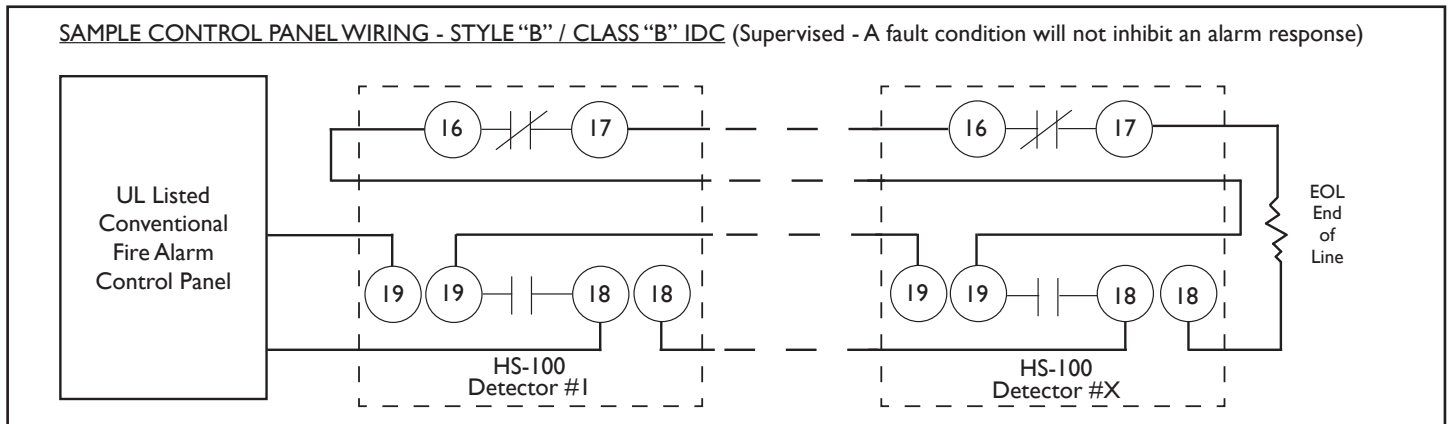 SAMPLE CONTROL PANEL WIRING - STYLE “B” / CLASS “B” IDC (Supervised - A fault condition will not inhibit an alarm response)
UL Listed
Conventional
Fire Alarm
Control Panel
16 17
19 19 18 18
HS-100
Detector #1
16 17
19 19 18 18
HS-100
Detector #X
EOL
End
of
Line